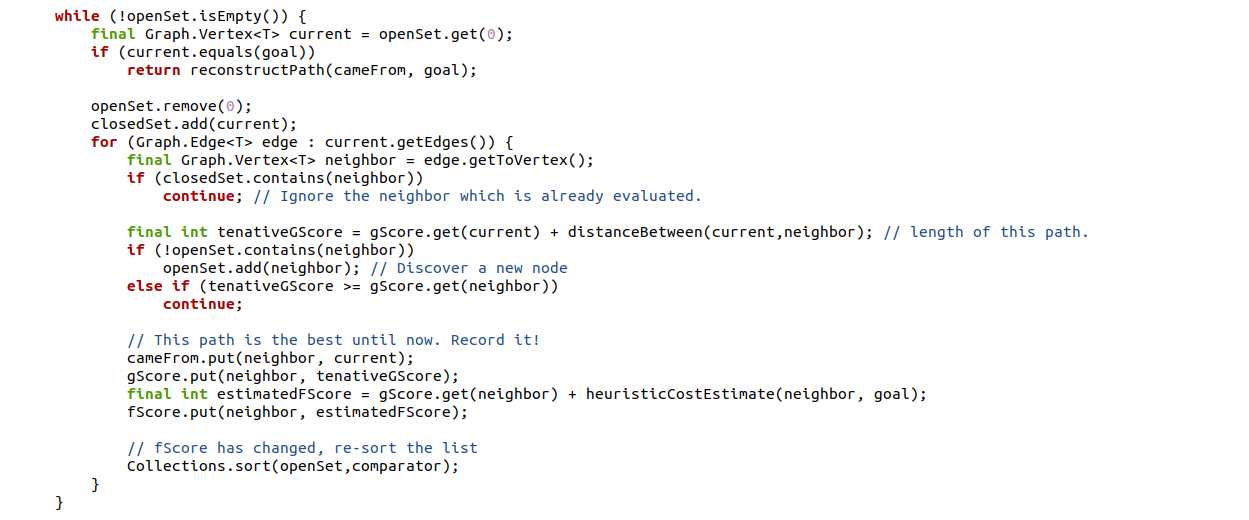 while (!openSet.isEmpty()) {
final Graph.Vertex<T> current = openSet.get(0);
if (current.equals(goal))
return reconstructPath(cameFrom, goal);
openSet.remove(0);
closedSet.add(current);
for (Graph.Edge<T> edge : current.getEdges()) {
final Graph.Vertex<T> neighbor = edge.getToVertex();
if (closedSet.contains(neighbor))
continue; // Ignore the neighbor which is already evaluated.
final int tenativeGScore = gScore.get(current) + distanceBetween(current,neighbor); // length of this path.
if (!openSet.contains(neighbor))
openSet.add(neighbor); // Discover a new node
else if (tenativeGScore >= gScore.get(neighbor))
continue;
// This path is the best until now. Record it!
cameFrom.put(neighbor, current);
gScore.put(neighbor, tenativeGScore);
final int estimatedFScore = gScore.get(neighbor) + heuristicCostEstimate(neighbor, goal);
fScore.put(neighbor, estimatedFScore);
// fScore has changed, re-sort the list
Collections.sort(openSet,comparator);
}
}